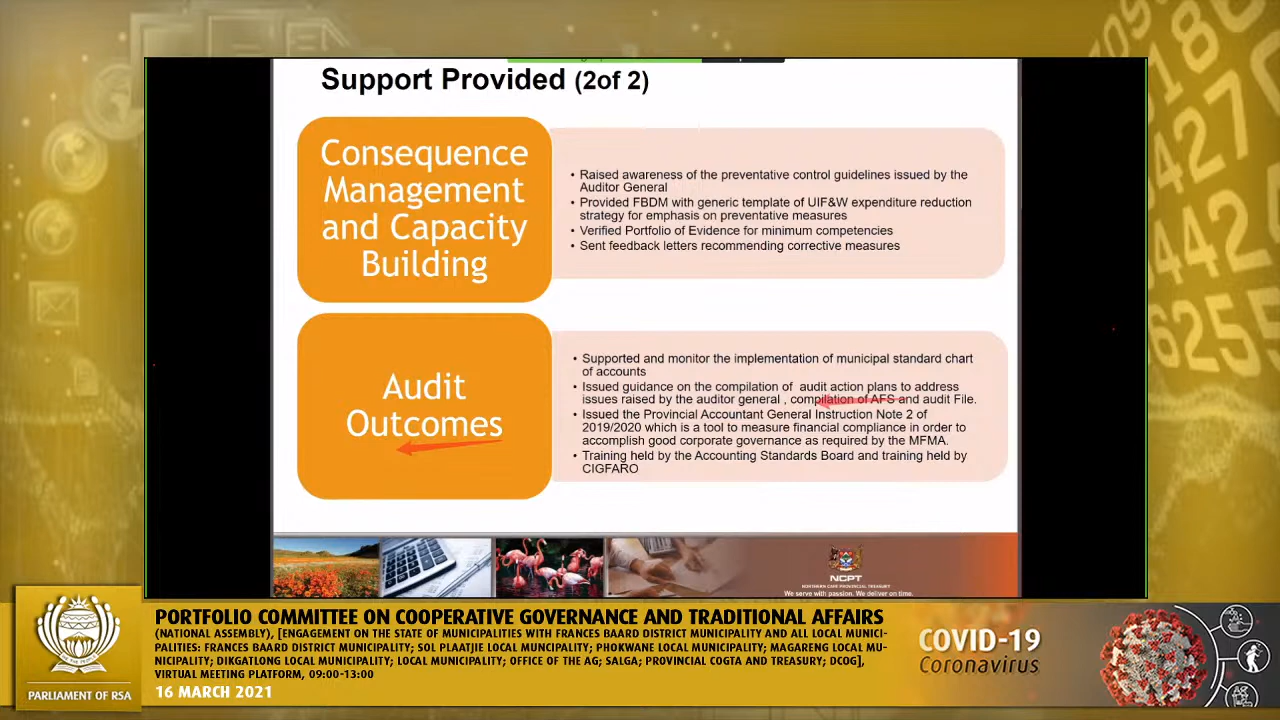 Support Provided (2of 2)
Consequence
Management
and Capacity
Building
• Raised awareness of the preventative control guidelines issued by the
Auditor General
• Provided FBDM with generic template of UIF&W expenditure reduction
strategy for emphasis on preventative measures
• Verified Portfolio of Evidence for minimum competencies
• Sent feedback letters recommending corrective measures
Audit
Outcomes
• Supported and monitor the implementation of municipal standard chart
of accounts
• Issued guidance on the compilation of audit action plans to address
issues raised by the auditor general , compilation of AFS and audit File.
• Issued the Provincial Accountant General Instruction Note 2 of
2019/2020 which is a tool to measure financial compliance in order to
accomplish good corporate governance as required by the MFMA.
• Training held by the Accounting Standards Board and training held by
CIGFARO
NCPT
NORTHERN CAPE PROVINCIAL TREASURY
We serve with passion. We deliver on time.
PARLIAMENT OF RSA
PORTFOLIO COMMITTEE ON COOPERATIVE GOVERNANCE AND TRADITIONAL AFFAIRS
(NATIONAL ASSEMBLY), [ENGAGEMENT ON THE STATE OF MUNICIPALITIES WITH FRANCES BAARD DISTRICT MUNICIPALITY AND ALL LOCAL MUNICI-
PALITIES: FRANCES BAARD DISTRICT MUNICIPALITY; SOL PLAATJIE LOCAL MUNCIPALITY; PHOKWANE LOCAL MUNICIPALITY; MAGARENG LOCAL MU-
NICIPALITY; DIKGATLONG LOCAL MUNICIPALITY; LOCAL MUNICIPALITY; OFFICE OF THE AG; SALGA; PROVINCIAL COGTA AND TREASURY; DCOG],
VIRTUAL MEETING PLATFORM, 09:00-13:00
16 MARCH 2021
COVID-19
Coronavirus